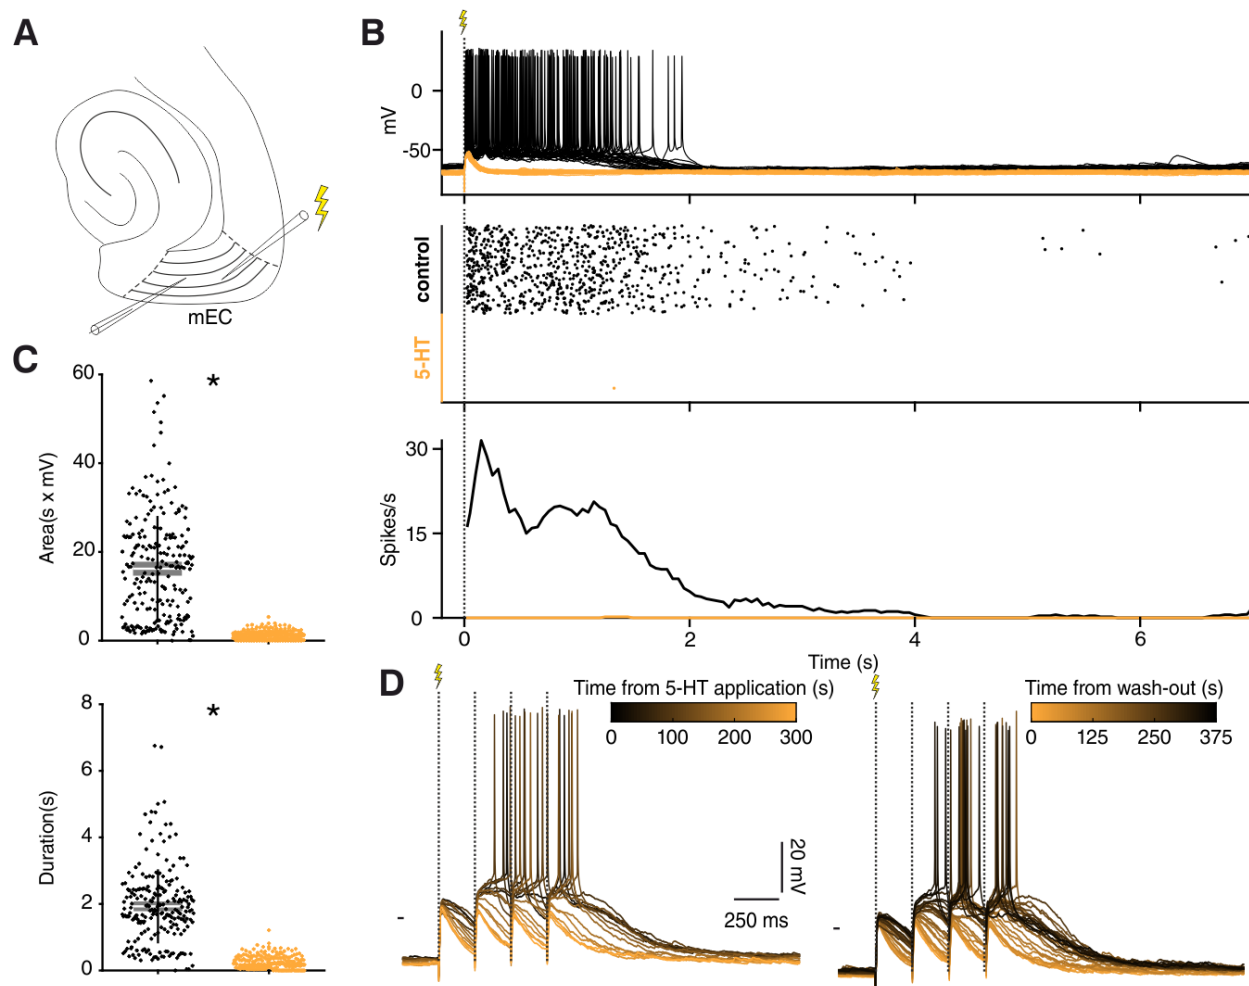 A
mEC
B
0
-50
mV
control
5-HT
30
15
0
Spikes/s
0
2
4
6
Time (s)
C
60
40
20
0
Area(s x mV)
*
8
6
4
2
0
Duration(s)
*
D
Time from 5-HT application (s)
0
100
200
300
20 mV
250 ms
Time from wash-out (s)
0
125
250
375